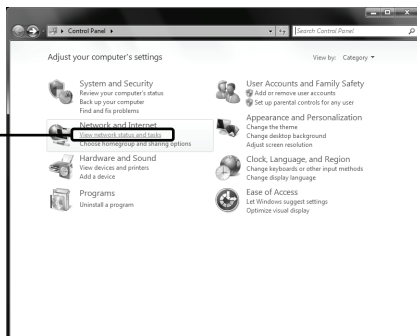 Control Panel
Search Control Panel
Adjust your computer's settings
View by: Category
System and Security
Review your computer's status
Back up your computer
Find and fix problems
Network and Internet
View network status and tasks
Choose homegroup and sharing options
Hardware and Sound
View devices and printers
Add a device
Programs
Uninstall a program
User Accounts and Family Safety
Add or remove user accounts
Set up parental controls for any user
Appearance and Personalization
Change the theme
Change desktop background
Adjust screen resolution
Clock, Language, and Region
Change keyboards or other input methods
Change display language
Ease of Access
Let Windows suggest settings
Optimize visual display